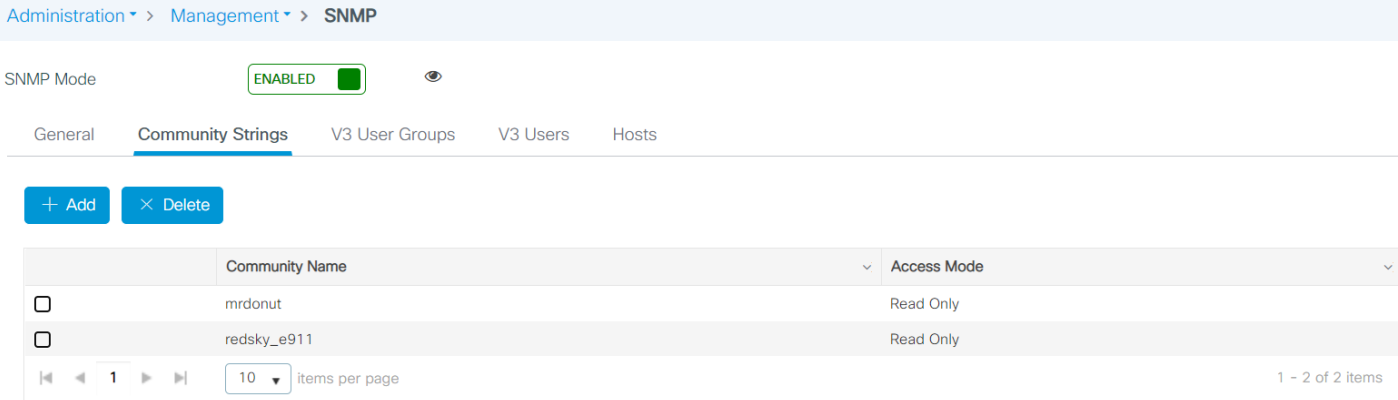 Administration > Management > SNMP
SNMP Mode ENABLED
General Community Strings V3 User Groups V3 Users Hosts
+ Add × Delete
Community Name Access Mode
mrdonut Read Only
redsky_e911 Read Only
1 10 items per page 1 - 2 of 2 items